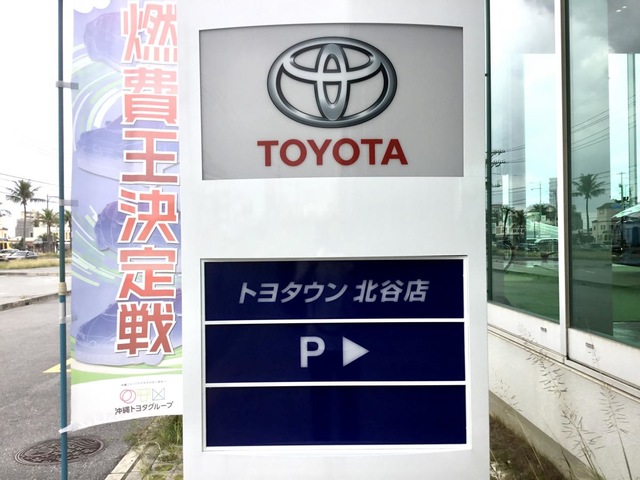 燃費王決定戦
沖縄トヨタグループ
TOYOTA
トヨタウン 北谷店
P